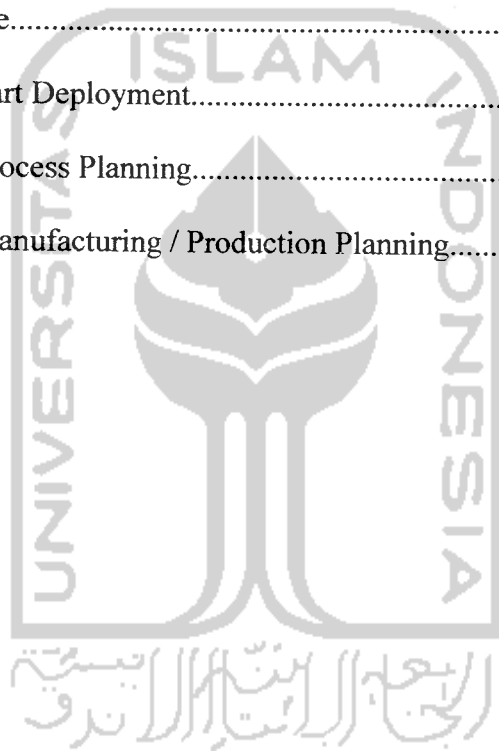 e..........................................
art Deployment..........................................
ocess Planning..........................................
anufacturing / Production Planning......
ISLAM
UNIVERSITAS
INDONESIA